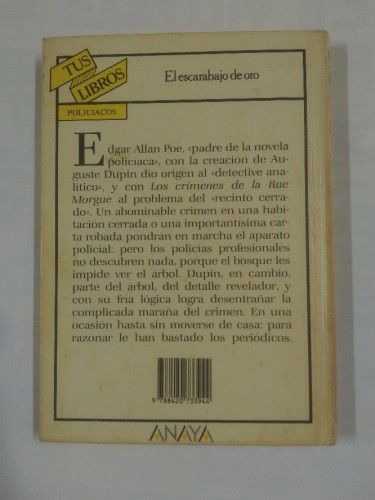 TUS
LIBROS
POLICIACOS
El escarabajo de oro
Edgar Allan Poe, «padre de la novela
policíaca», con la creación de Au-
guste Dupin dio origen al «detective ana-
lítico», y con Los crímenes de la Rue
Morgue al problema del «recinto cerra-
do». Un abominable crimen en una habi-
tación cerrada o una importantísima car-
ta robada pondrán en marcha el aparato
policial: pero los policías profesionales
no descubren nada, porque el bosque les
impide ver el árbol. Dupin, en cambio,
parte del árbol, del detalle revelador, y
con su fría lógica logra desentrañar la
complicada maraña del crimen. En una
ocasión hasta sin moverse de casa: para
razonar le han bastado los periódicos.
9 788420 733944
ANAYA